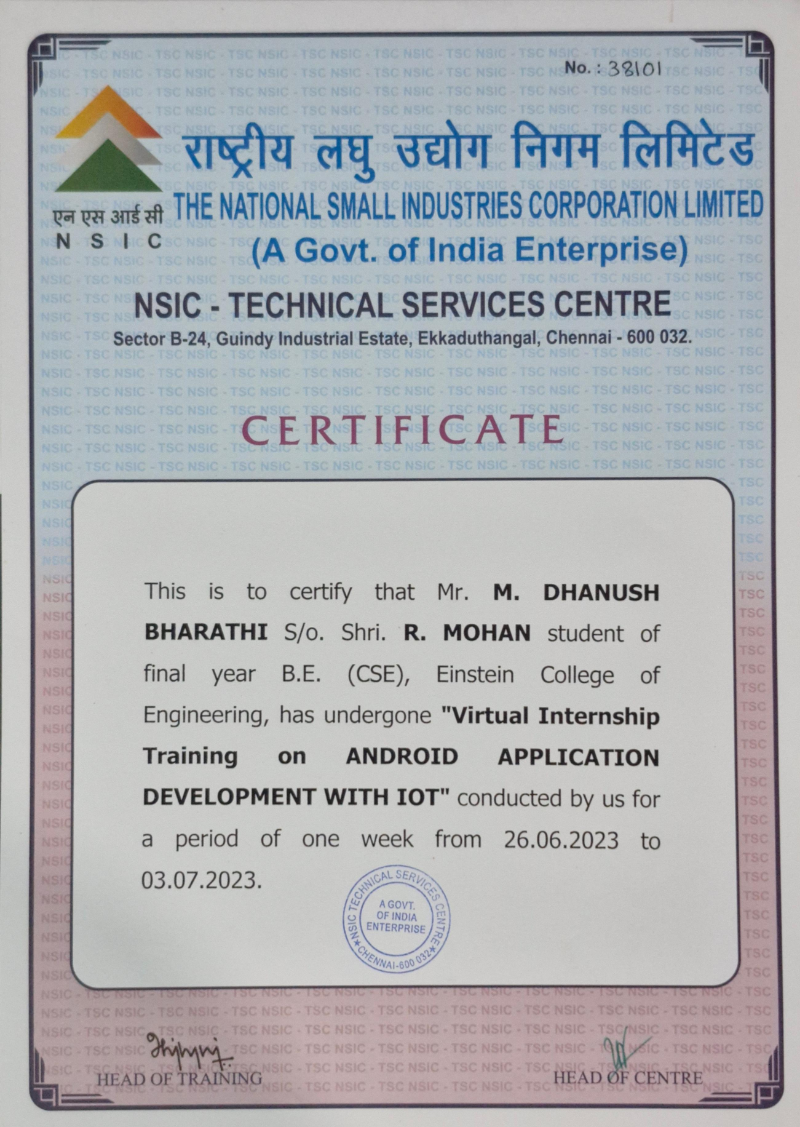 No. : 38101
राष्ट्रीय लघु उद्योग निगम लिमिटेड
एन एस आई सी
N S I C
THE NATIONAL SMALL INDUSTRIES CORPORATION LIMITED
(A Govt. of India Enterprise)
NSIC - TECHNICAL SERVICES CENTRE
Sector B-24, Guindy Industrial Estate, Ekkaduthangal, Chennai - 600 032.
CERTIFICATE
This is to certify that Mr. M. DHANUSH
BHARATHI S/o. Shri. R. MOHAN student of
final year B.E. (CSE), Einstein College of
Engineering, has undergone "Virtual Internship
Training on ANDROID APPLICATION
DEVELOPMENT WITH IOT" conducted by us for
a period of one week from 26.06.2023 to
03.07.2023.
NSIC TECHNICAL SERVICES CENTRE
A GOVT.
OF INDIA
ENTERPRISE
★CHENNAI-600 032★
HEAD OF TRAINING
HEAD OF CENTRE